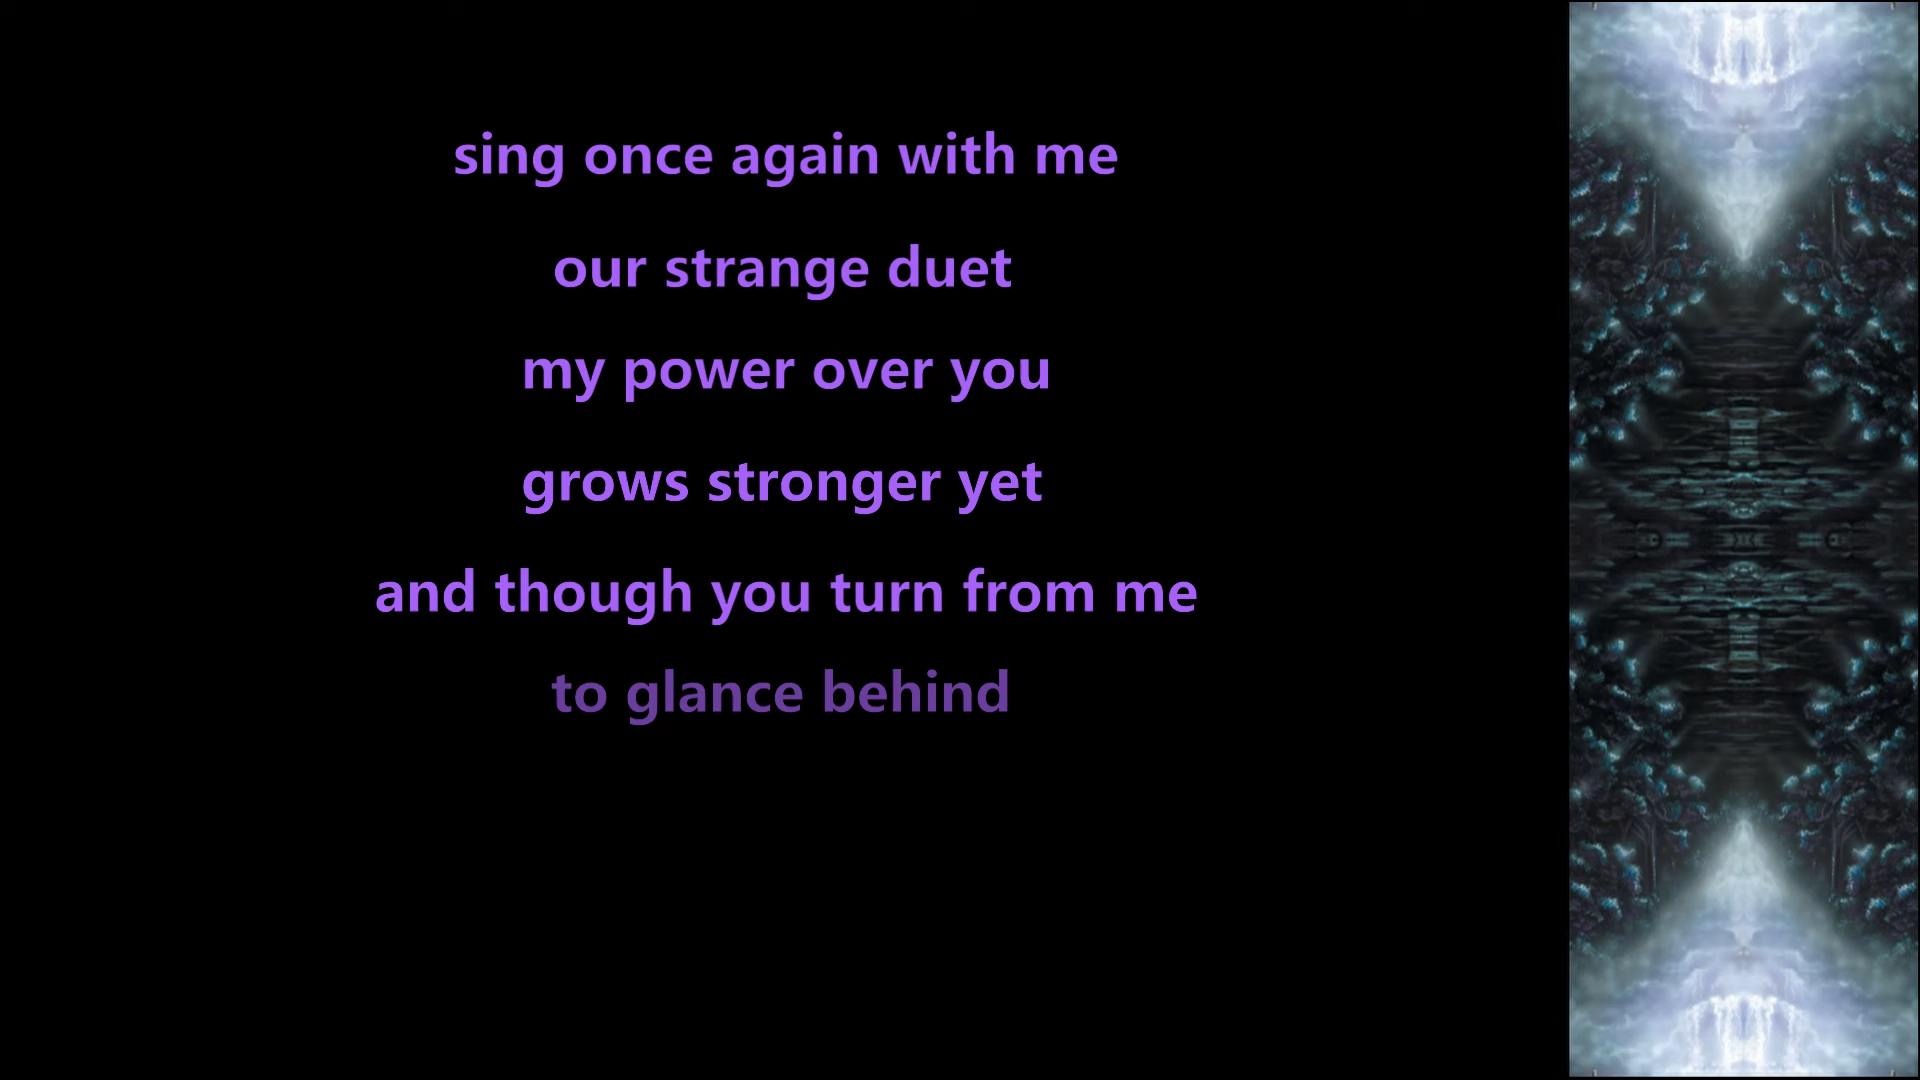 sing once again with me
our strange duet
my power over you
grows stronger yet
and though you turn from me
to glance behind